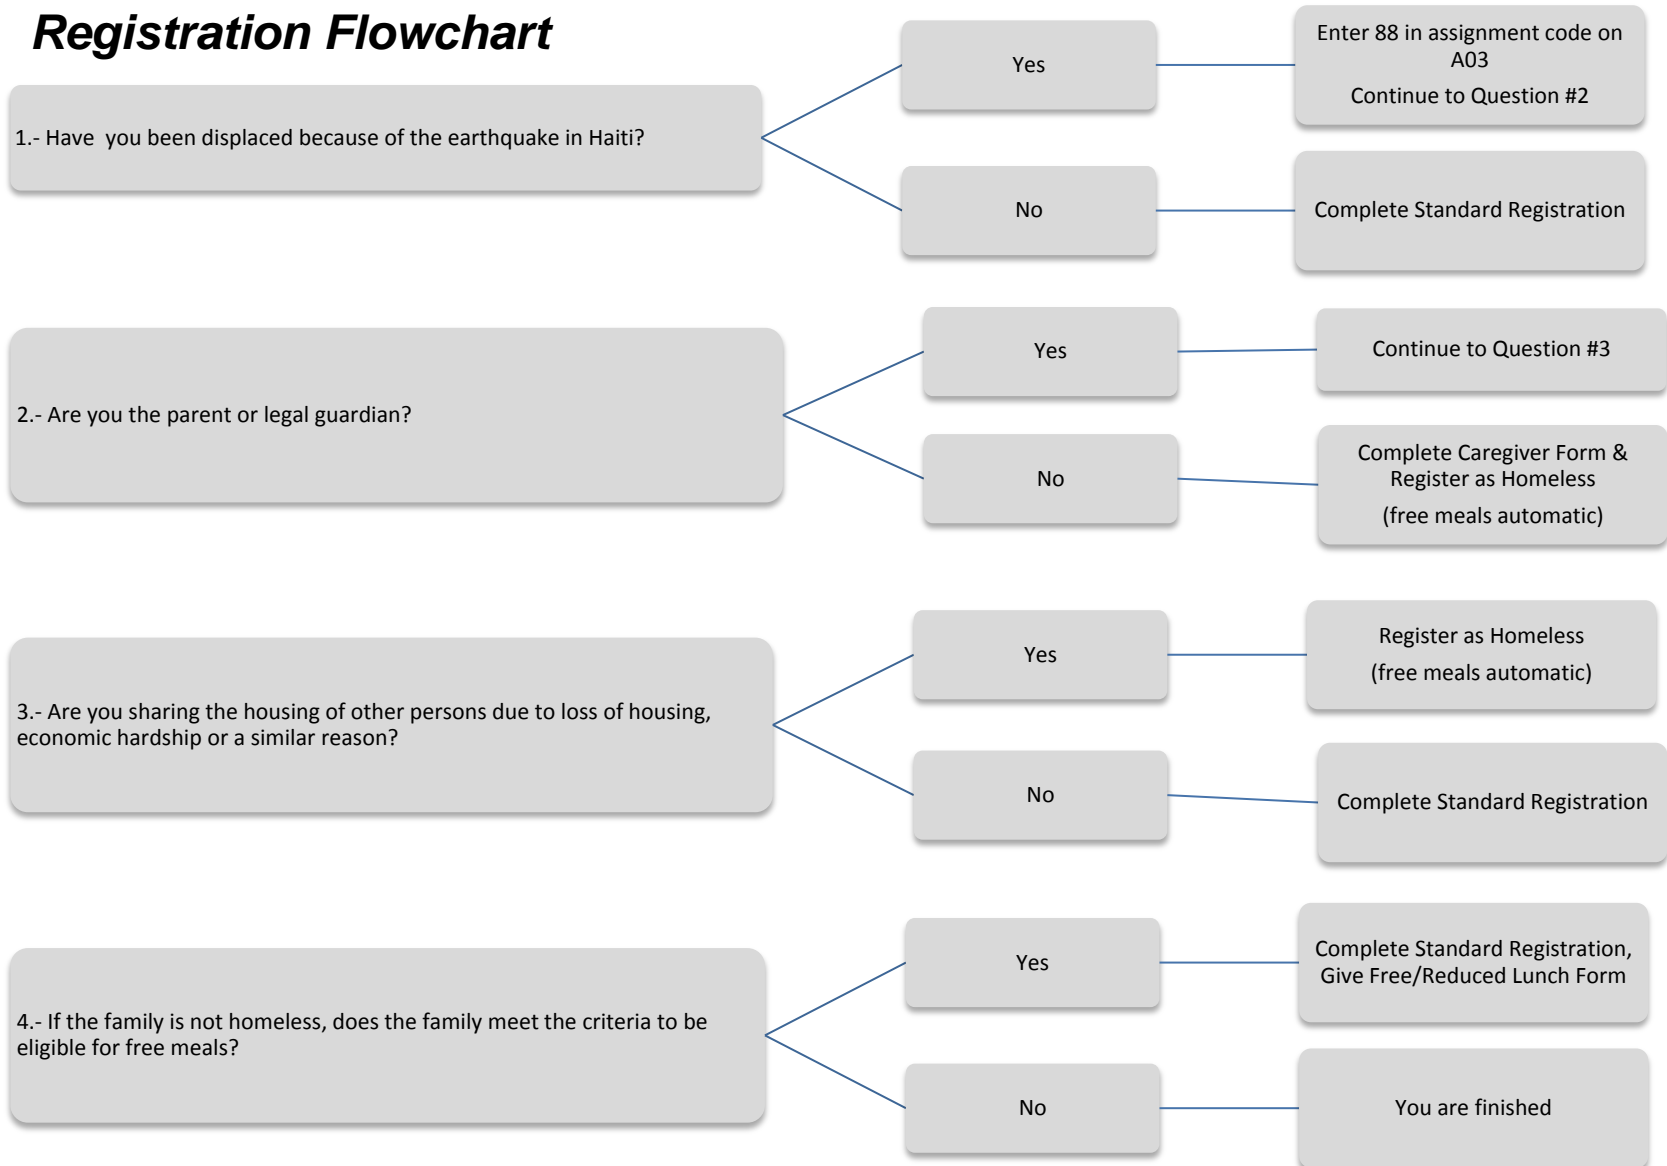 Registration Flowchart
1.- Have  you been displaced because of the earthquake in Haiti?
Yes
Enter 88 in assignment code on
A03
Continue to Question #2
No
Complete Standard Registration
2.- Are you the parent or legal guardian?
Yes
Continue to Question #3
No
Complete Caregiver Form &
Register as Homeless
(free meals automatic)
3.- Are you sharing the housing of other persons due to loss of housing,
economic hardship or a similar reason?
Yes
Register as Homeless
(free meals automatic)
No
Complete Standard Registration
4.- If the family is not homeless, does the family meet the criteria to be
eligible for free meals?
Yes
Complete Standard Registration,
Give Free/Reduced Lunch Form
No
You are finished